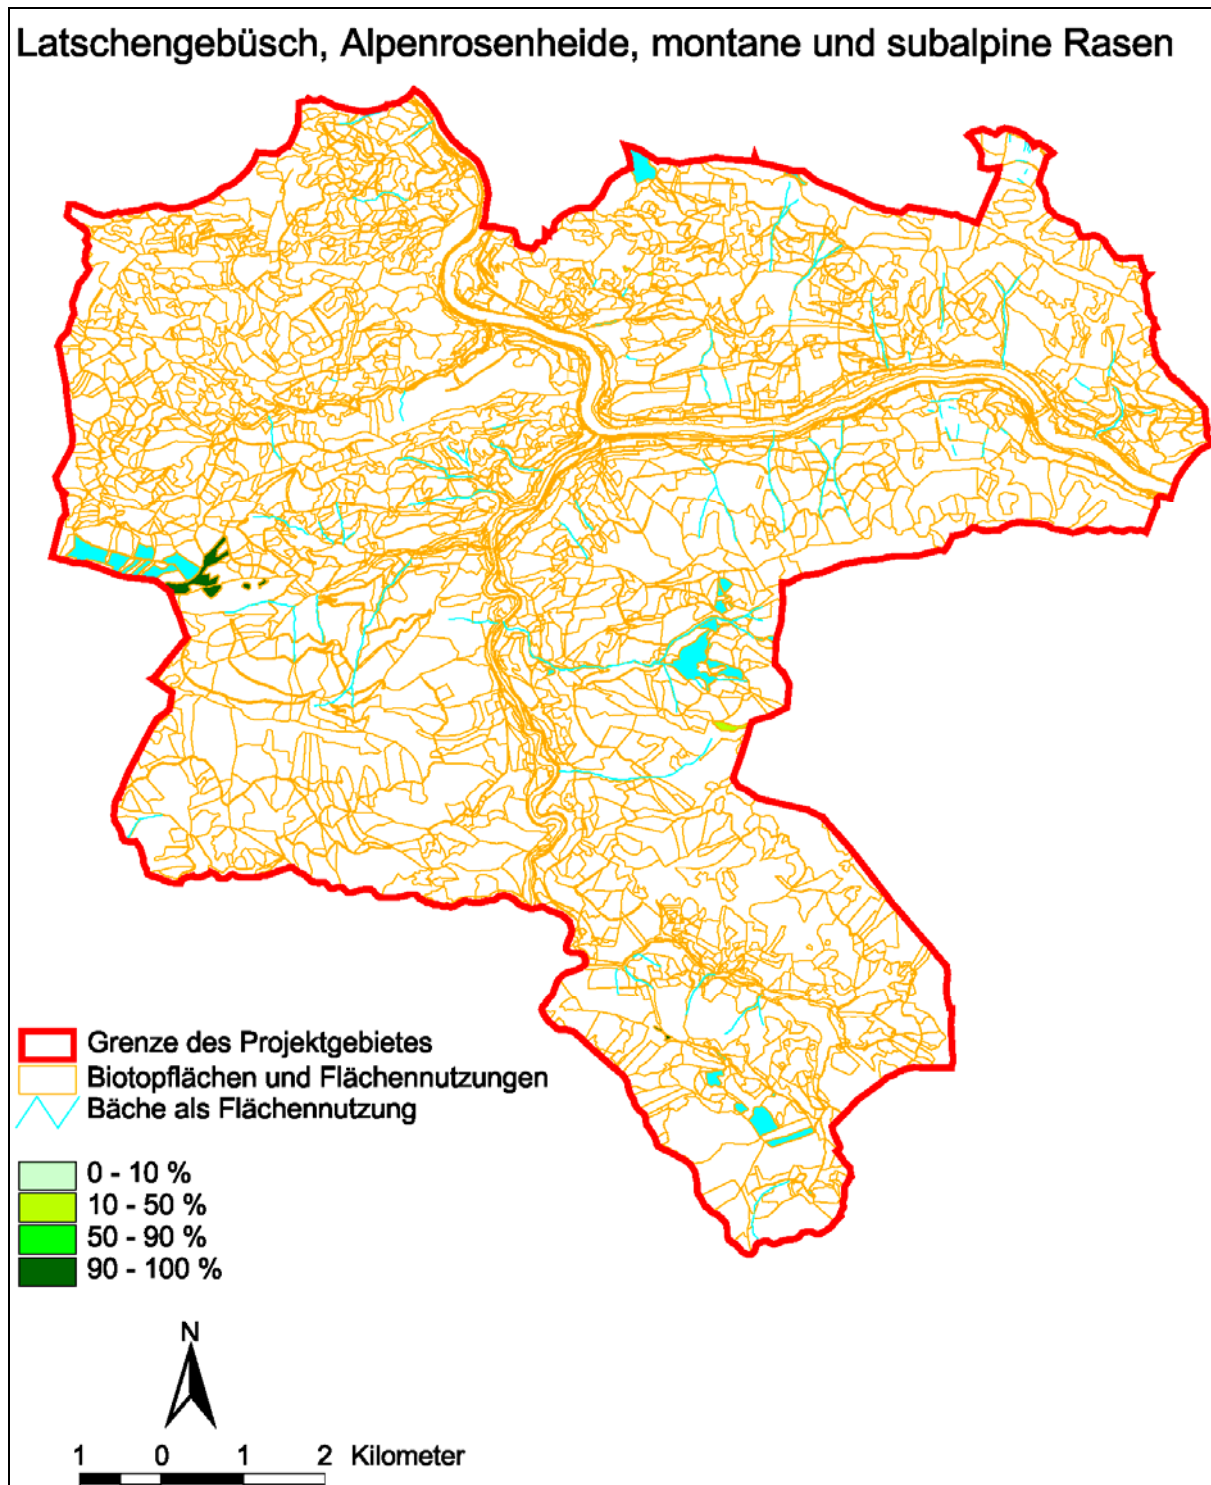 Latschengebüsch, Alpenrosenheide, montane und subalpine Rasen
Grenze des Projektgebietes
Biotopflächen und Flächennutzungen
Bäche als Flächennutzung
0 - 10 %
10 - 50 %
50 - 90 %
90 - 100 %
N
1 0 1 2 Kilometer